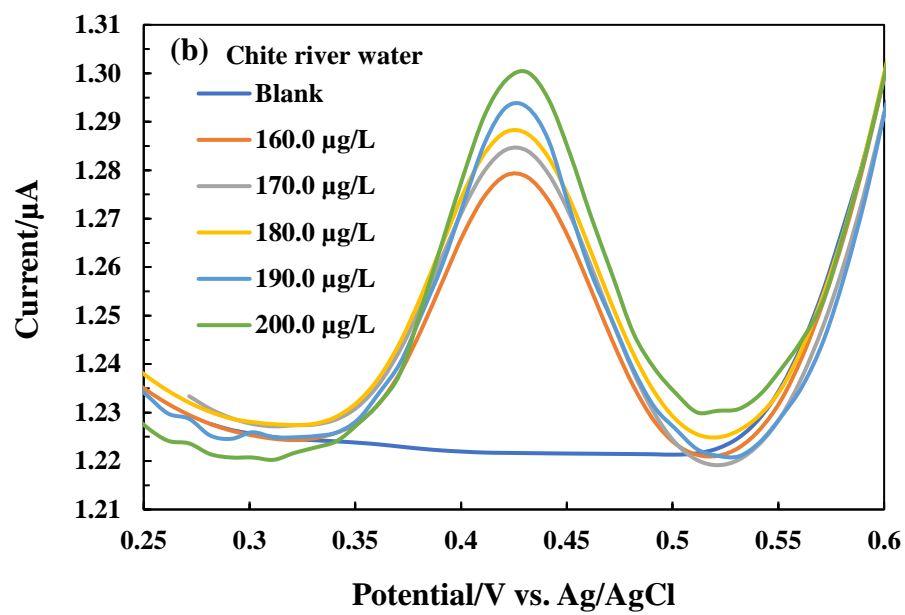 1.31
1.30
1.29
1.28
1.27
1.26
1.25
1.24
1.23
1.22
1.21
Current/µA
(b) Chite river water
Blank
160.0 µg/L
170.0 µg/L
180.0 µg/L
190.0 µg/L
200.0 µg/L
0.25 0.3 0.35 0.4 0.45 0.5 0.55 0.6
Potential/V vs. Ag/AgCl